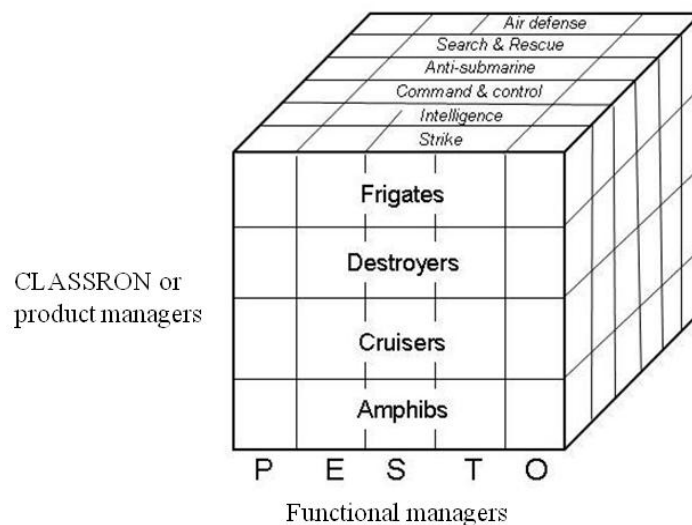 Air defense
Search & Rescue
Anti-submarine
Command & control
Intelligence
Strike
Frigates
Destroyers
CLASSRON or
product managers
Cruisers
Amphibs
P E S T O
Functional managers